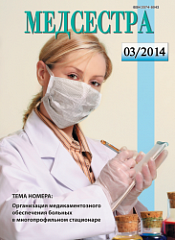 МЕДСЕСТРА
03/2014
ТЕМА НОМЕРА:
Организация медикаментозного
обеспечения больных
в многопрофильном стационаре